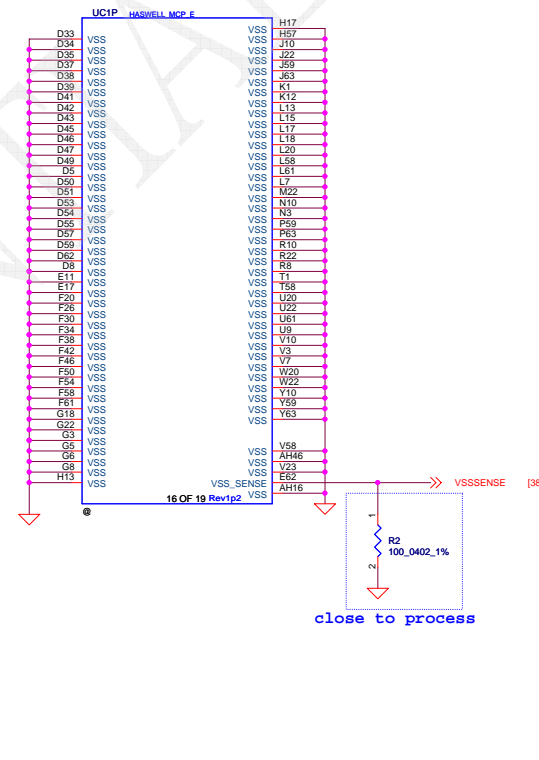 UC1P HASWELL_MCP_E
D33 VSS VSS H17
D34 VSS VSS H57
D35 VSS VSS J10
D37 VSS VSS J22
D38 VSS VSS J59
D39 VSS VSS J63
D41 VSS VSS K1
D42 VSS VSS K12
D43 VSS VSS L13
D45 VSS VSS L15
D46 VSS VSS L17
D47 VSS VSS L18
D49 VSS VSS L20
D5 VSS VSS L58
D50 VSS VSS L61
D51 VSS VSS L7
D53 VSS VSS M22
D54 VSS VSS N10
D55 VSS VSS N3
D57 VSS VSS P59
D59 VSS VSS P63
D62 VSS VSS R10
D8 VSS VSS R22
E11 VSS VSS R8
E17 VSS VSS T1
F20 VSS VSS T58
F26 VSS VSS U20
F30 VSS VSS U22
F34 VSS VSS U61
F38 VSS VSS U9
F42 VSS VSS V10
F46 VSS VSS V3
F50 VSS VSS V7
F54 VSS VSS W20
F58 VSS VSS W22
F61 VSS VSS Y10
G18 VSS VSS Y59
G22 VSS VSS Y63
G3 VSS
G5 VSS VSS V58
G6 VSS VSS AH46
G8 VSS VSS V23
H13 VSS VSS_SENSE E62 VSSSENSE [38
16 OF 19 Rev1p2 VSS AH16
@
1
R2
100_0402_1%
2
close to process